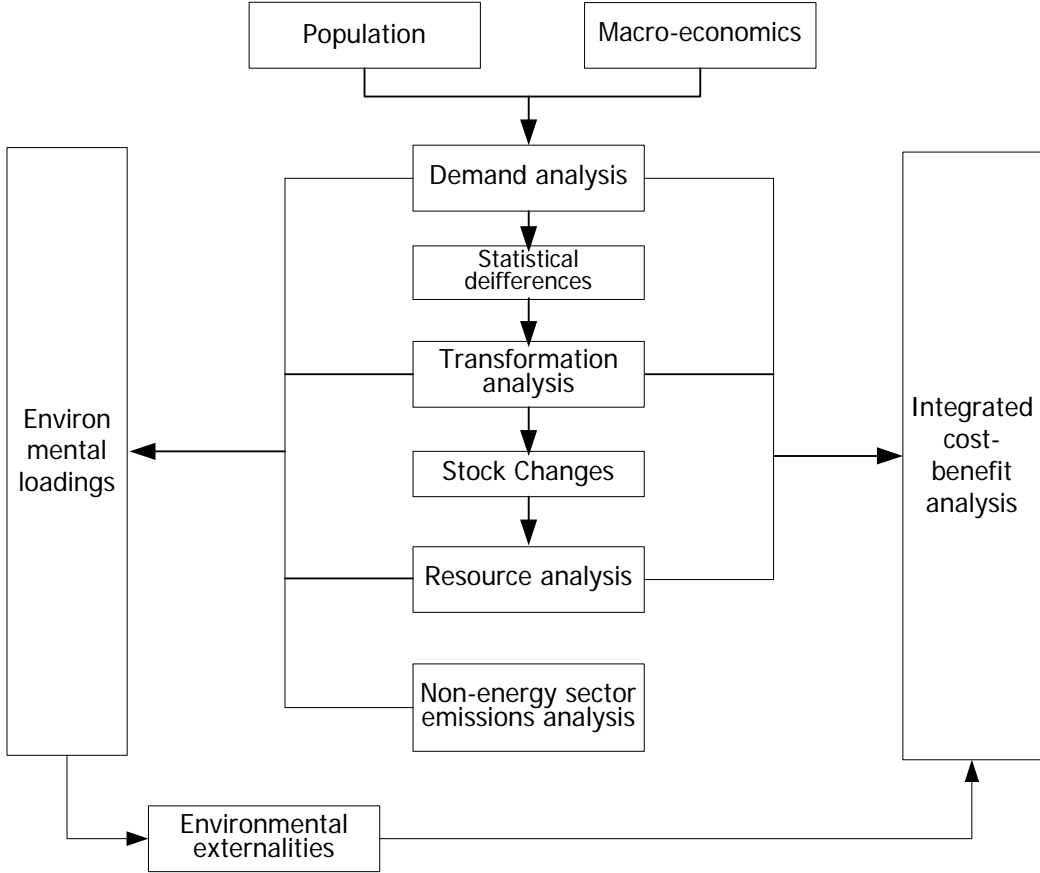 Population
Macro-economics
Demand analysis
Statistical
deifferences
Transformation
analysis
Environ
mental
loadings
Integrated
cost-
benefit
analysis
Stock Changes
Resource analysis
Non-energy sector
emissions analysis
Environmental
externalities